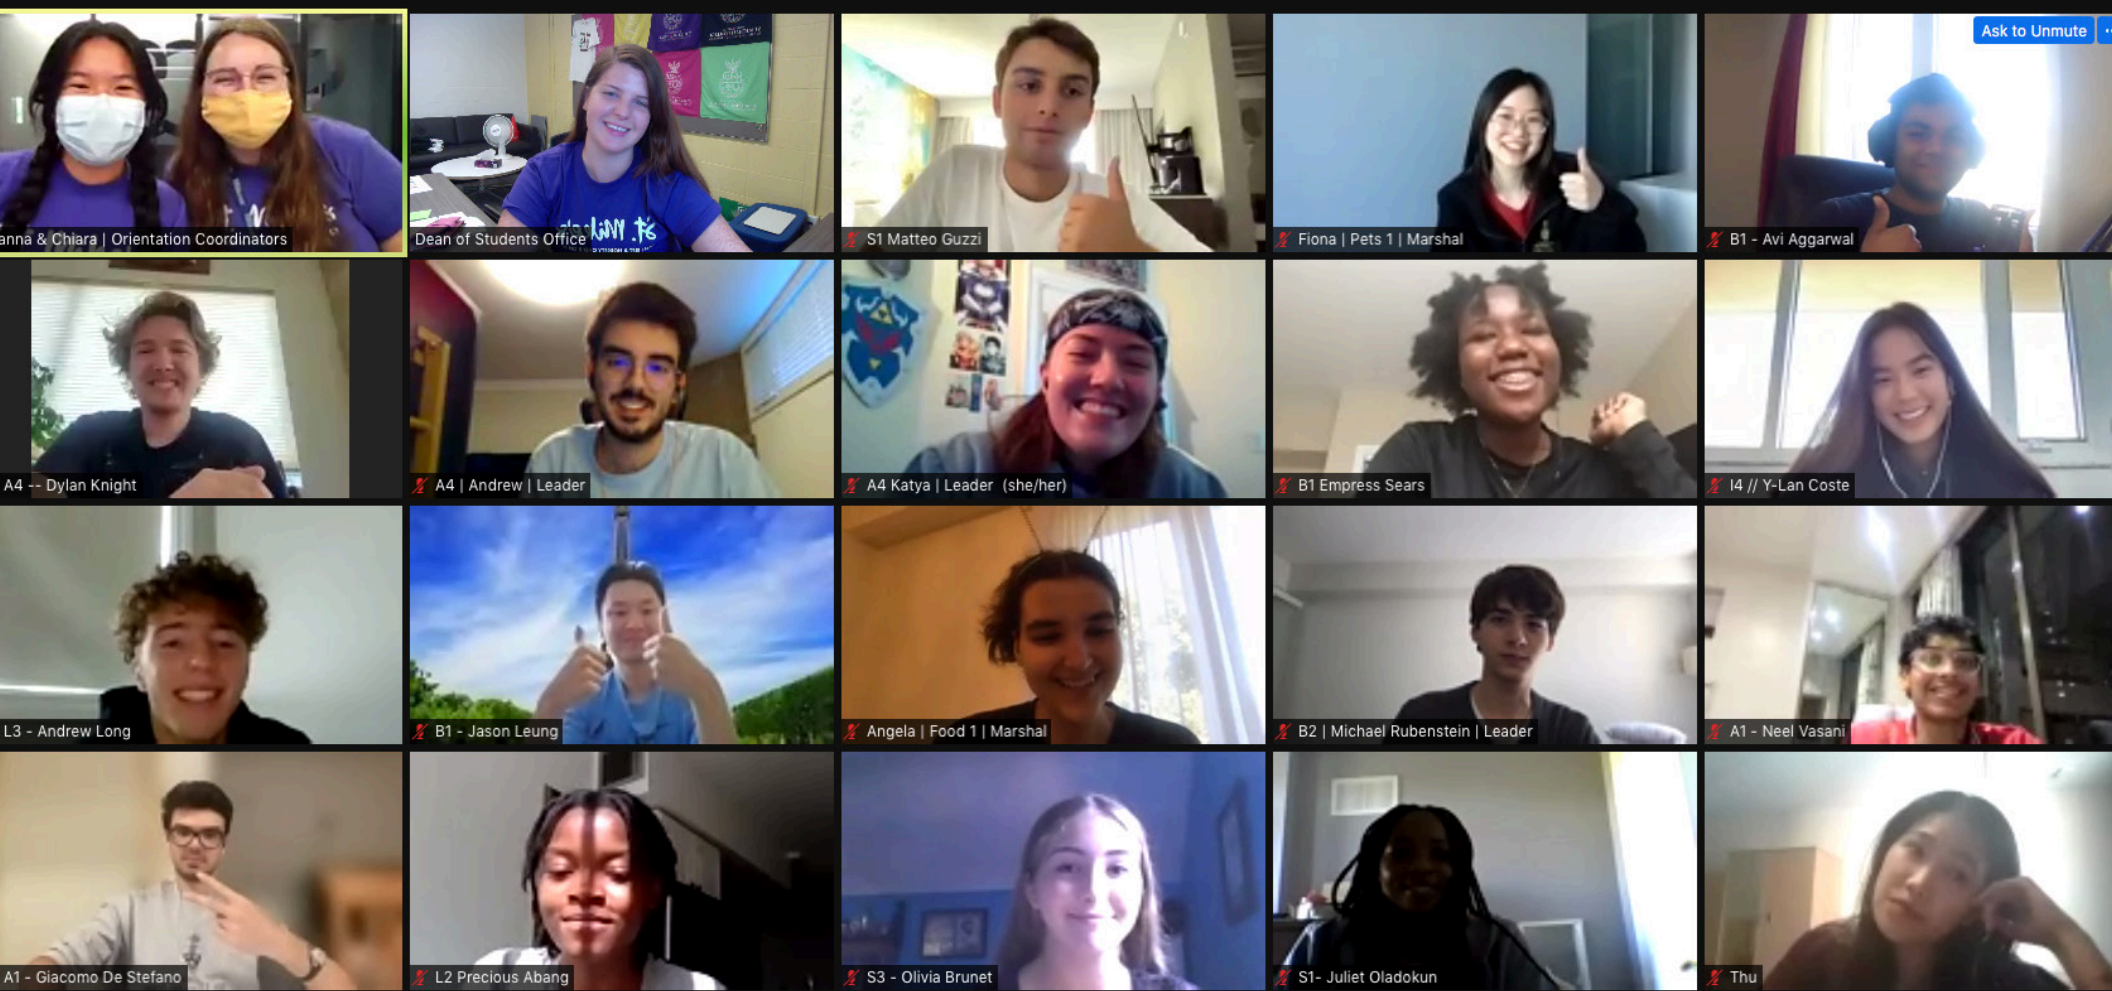 Ask to Unmute
anna & Chiara | Orientation Coordinators
Dean of Students Office
S1 Matteo Guzzi
Fiona | Pets 1 | Marshal
B1 - Avi Aggarwal
A4 -- Dylan Knight
A4 | Andrew | Leader
A4 Katya | Leader (she/her)
B1 Empress Sears
I4 // Y-Lan Coste
L3 - Andrew Long
B1 - Jason Leung
Angela | Food 1 | Marshal
B2 | Michael Rubenstein | Leader
A1 - Neel Vasani
A1 - Giacomo De Stefano
L2 Precious Abang
S3 - Olivia Brunet
S1- Juliet Oladokun
Thu